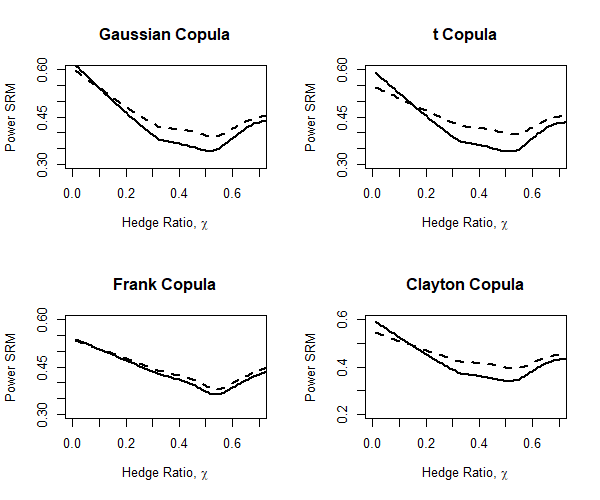 Gaussian Copula
Power SRM
0.30 0.45 0.60
0.0 0.2 0.4 0.6
Hedge Ratio, χ
t Copula
Power SRM
0.30 0.45 0.60
0.0 0.2 0.4 0.6
Hedge Ratio, χ
Frank Copula
Power SRM
0.30 0.45 0.60
0.0 0.2 0.4 0.6
Hedge Ratio, χ
Clayton Copula
Power SRM
0.2 0.4 0.6
0.0 0.2 0.4 0.6
Hedge Ratio, χ